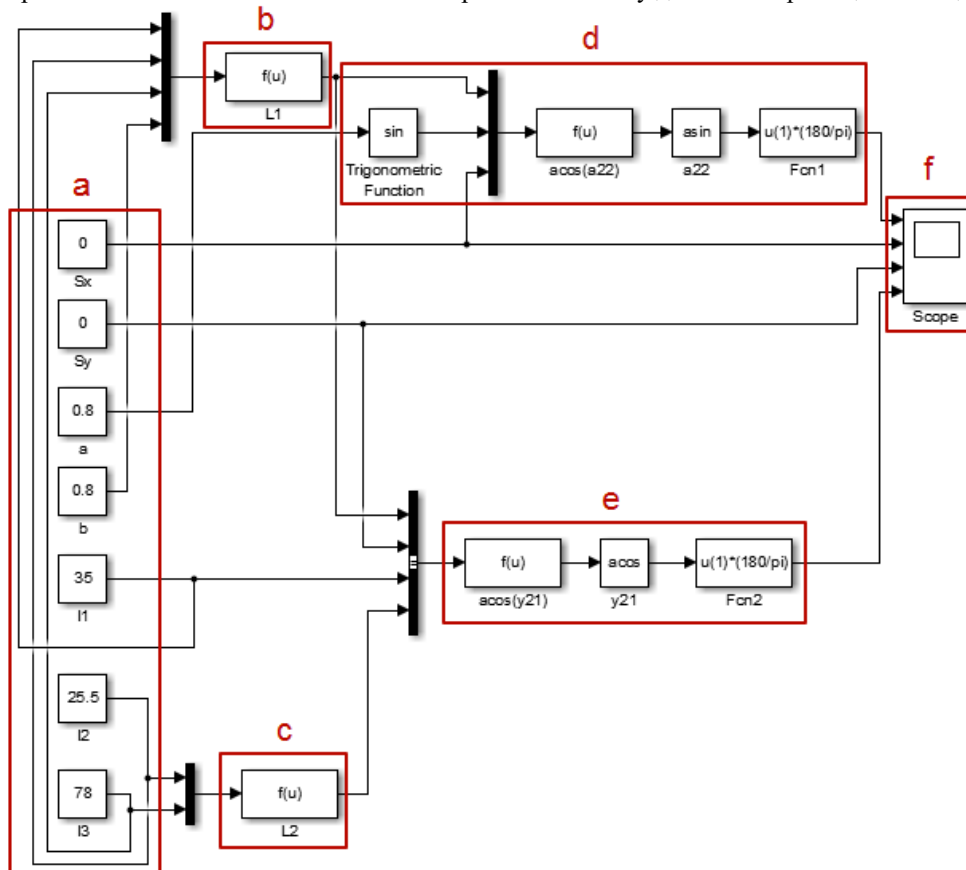 b
f(u)
L1
d
sin
Trigonometric
Function
f(u)
acos(a22)
asin
a22
u(1)*(180/pi)
Fcn1
a
0
Sx
0
Sy
0.8
a
0.8
b
35
l1
25.5
l2
78
l3
f
Scope
e
f(u)
acos(y21)
acos
y21
u(1)*(180/pi)
Fcn2
c
f(u)
L2